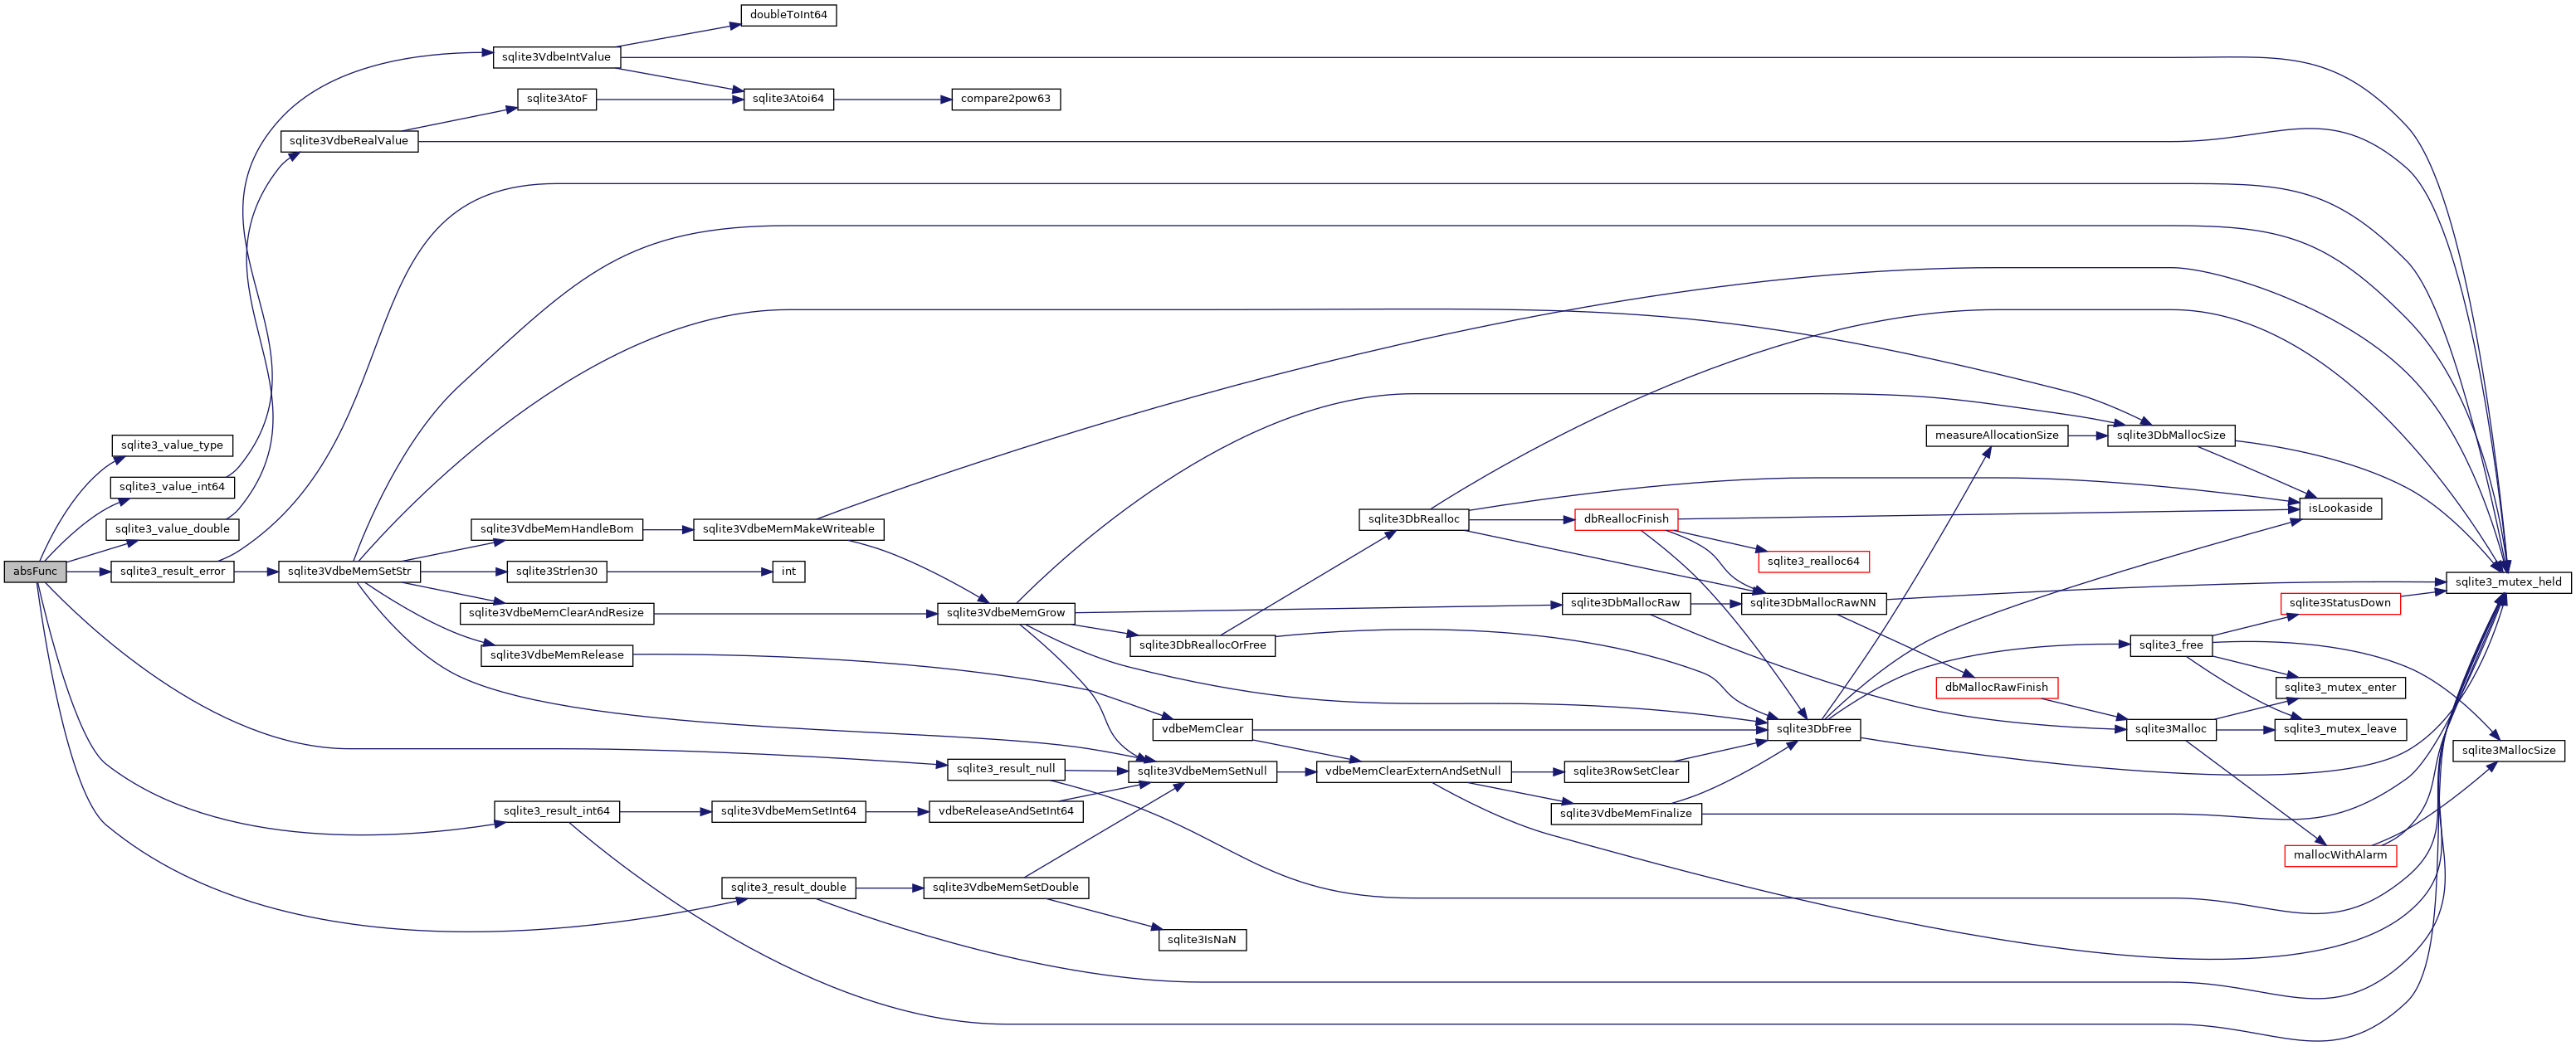 doubleToInt64
sqlite3VdbeIntValue
sqlite3AtoF
sqlite3Atoi64
compare2pow63
sqlite3VdbeRealValue
sqlite3_value_type
measureAllocationSize
sqlite3DbMallocSize
sqlite3_value_int64
isLookaside
sqlite3_value_double
sqlite3VdbeMemHandleBom
sqlite3VdbeMemMakeWriteable
sqlite3DbRealloc
dbReallocFinish
sqlite3_realloc64
absFunc
sqlite3_result_error
sqlite3VdbeMemSetStr
sqlite3Strlen30
int
sqlite3_mutex_held
sqlite3VdbeMemClearAndResize
sqlite3VdbeMemGrow
sqlite3DbMallocRaw
sqlite3DbMallocRawNN
sqlite3StatusDown
sqlite3VdbeMemRelease
sqlite3DbReallocOrFree
sqlite3_free
dbMallocRawFinish
sqlite3_mutex_enter
vdbeMemClear
sqlite3DbFree
sqlite3Malloc
sqlite3_mutex_leave
sqlite3MallocSize
sqlite3_result_null
sqlite3VdbeMemSetNull
vdbeMemClearExternAndSetNull
sqlite3RowSetClear
sqlite3_result_int64
sqlite3VdbeMemSetInt64
vdbeReleaseAndSetInt64
sqlite3VdbeMemFinalize
mallocWithAlarm
sqlite3_result_double
sqlite3VdbeMemSetDouble
sqlite3IsNaN